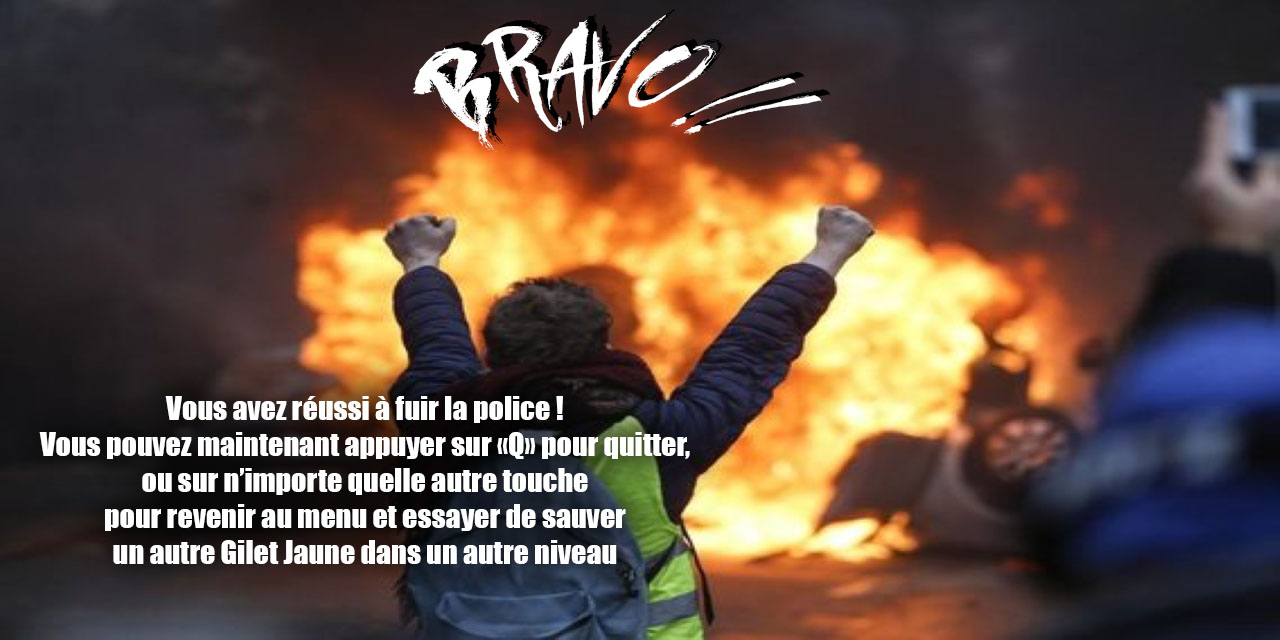 BRAVO !!
Vous avez réussi à fuir la police !
Vous pouvez maintenant appuyer sur «Q» pour quitter,
ou sur n’importe quelle autre touche
pour revenir au menu et essayer de sauver
un autre Gilet Jaune dans un autre niveau